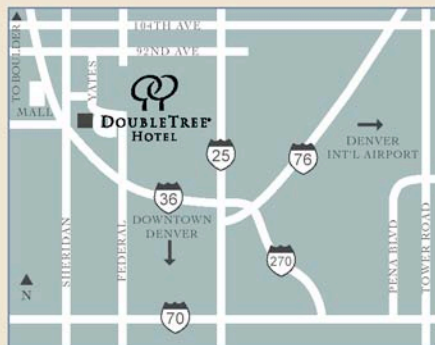 104TH AVE
92ND AVE
TO BOULDER
YATES
MALL
DOUBLETREE®
HOTEL
25
76
DENVER
INT'L AIRPORT
36
DOWNTOWN
DENVER
SHERIDAN
FEDERAL
270
PENA BLVD
TOWER ROAD
N
70